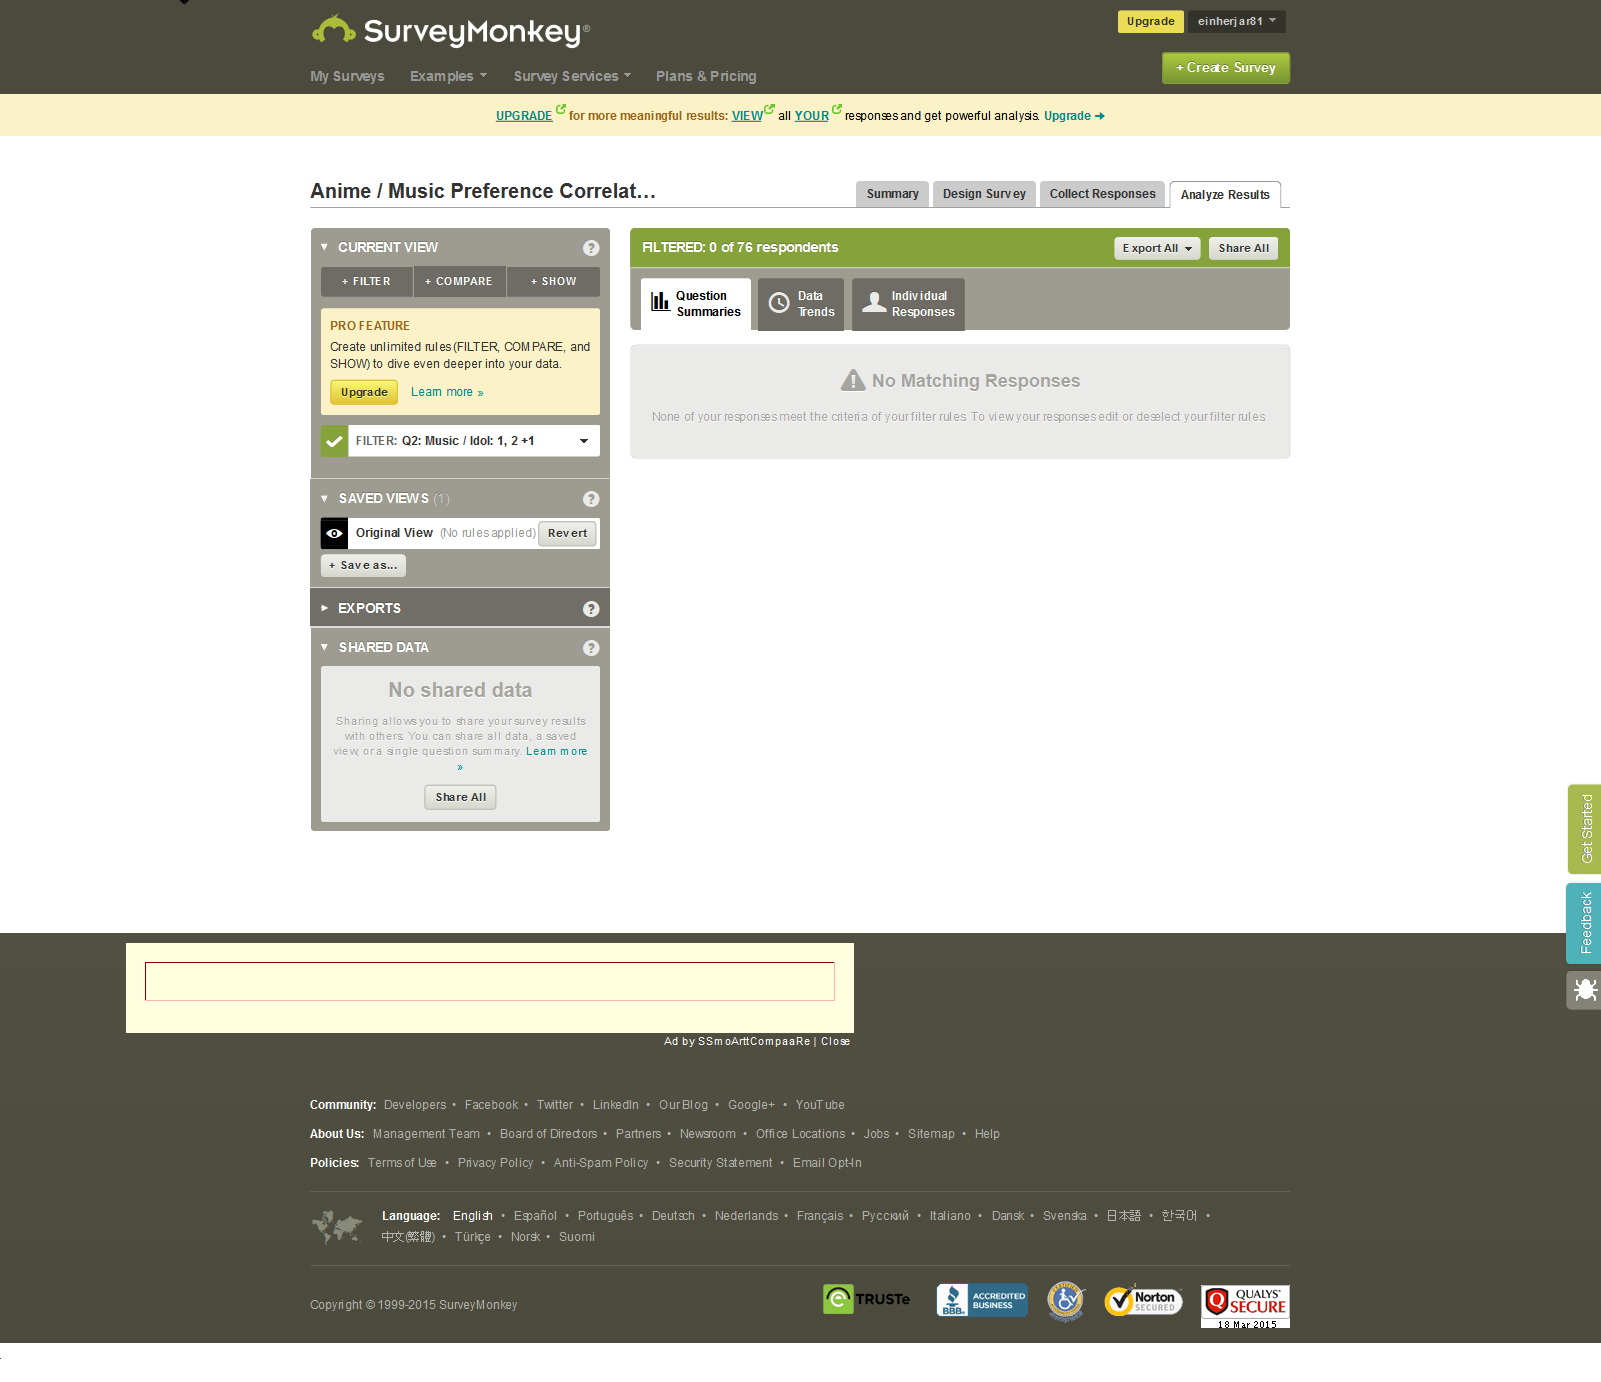 SurveyMonkey®
Upgrade
einherjar81
My Surveys
Examples
Survey Services
Plans & Pricing
+ Create Survey
UPGRADE for more meaningful results: VIEW all YOUR responses and get powerful analysis. Upgrade
Anime / Music Preference Correlat...
Summary
Design Survey
Collect Responses
Analyze Results
CURRENT VIEW
?
+ FILTER
+ COMPARE
+ SHOW
PRO FEATURE
Create unlimited rules (FILTER, COMPARE, and
SHOW) to dive even deeper into your data.
Upgrade
Learn more »
FILTER: Q2: Music / Idol: 1, 2 +1
SAVED VIEWS (1)
?
Original View (No rules applied)
Revert
+ Save as...
EXPORTS
?
SHARED DATA
?
No shared data
Sharing allows you to share your survey results
with others. You can share all data, a saved
view, or a single question summary. Learn more
»
Share All
FILTERED: 0 of 76 respondents
Export All
Share All
Question
Summaries
Data
Trends
Individual
Responses
No Matching Responses
None of your responses meet the criteria of your filter rules. To view your responses edit or deselect your filter rules.
Get Started
Feedback
Ad by SSmoArttCompaaRe | Close
Community: Developers • Facebook • Twitter • LinkedIn • Our Blog • Google+ • YouTube
About Us: Management Team • Board of Directors • Partners • Newsroom • Office Locations • Jobs • Sitemap • Help
Policies: Terms of Use • Privacy Policy • Anti-Spam Policy • Security Statement • Email Opt-In
Language: English • Español • Português • Deutsch • Nederlands • Français • Русский • Italiano • Dansk • Svenska • 日本語 • 한국어 •
中文(繁體) • Türkçe • Norsk • Suomi
Copyright © 1999-2015 SurveyMonkey
TRUSTe
BBB.
ACCREDITED
BUSINESS
Norton
SECURED
QUALYS®
SECURE
18 Mar 2015